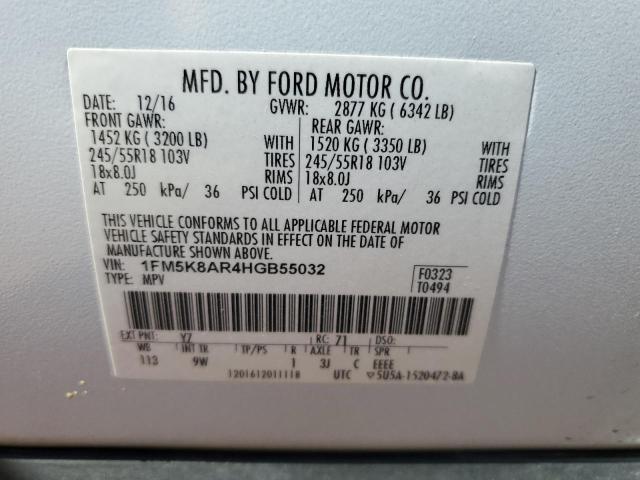 MFD. BY FORD MOTOR CO.
DATE: 12/16 GVWR: 2877 KG ( 6342 LB)
FRONT GAWR: REAR GAWR:
1452 KG ( 3200 LB) WITH 1520 KG ( 3350 LB) WITH
245/55R18 103V TIRES 245/55R18 103V TIRES
18x8.0J RIMS 18x8.0J RIMS
AT 250 kPa/ 36 PSI COLD AT 250 kPa/ 36 PSI COLD
THIS VEHICLE CONFORMS TO ALL APPLICABLE FEDERAL MOTOR
VEHICLE SAFETY STANDARDS IN EFFECT ON THE DATE OF
MANUFACTURE SHOWN ABOVE.
VIN: 1FM5K8AR4HGB55032 F0323
TYPE: MPV T0494
EXT PNT: Y7 RC: 71 DSO:
WB INT TR TP/PS R AXLE TR SPR
113 9W 1 3J C EEEE
1201612011118 UTC ▽5U5A-1520472-BA